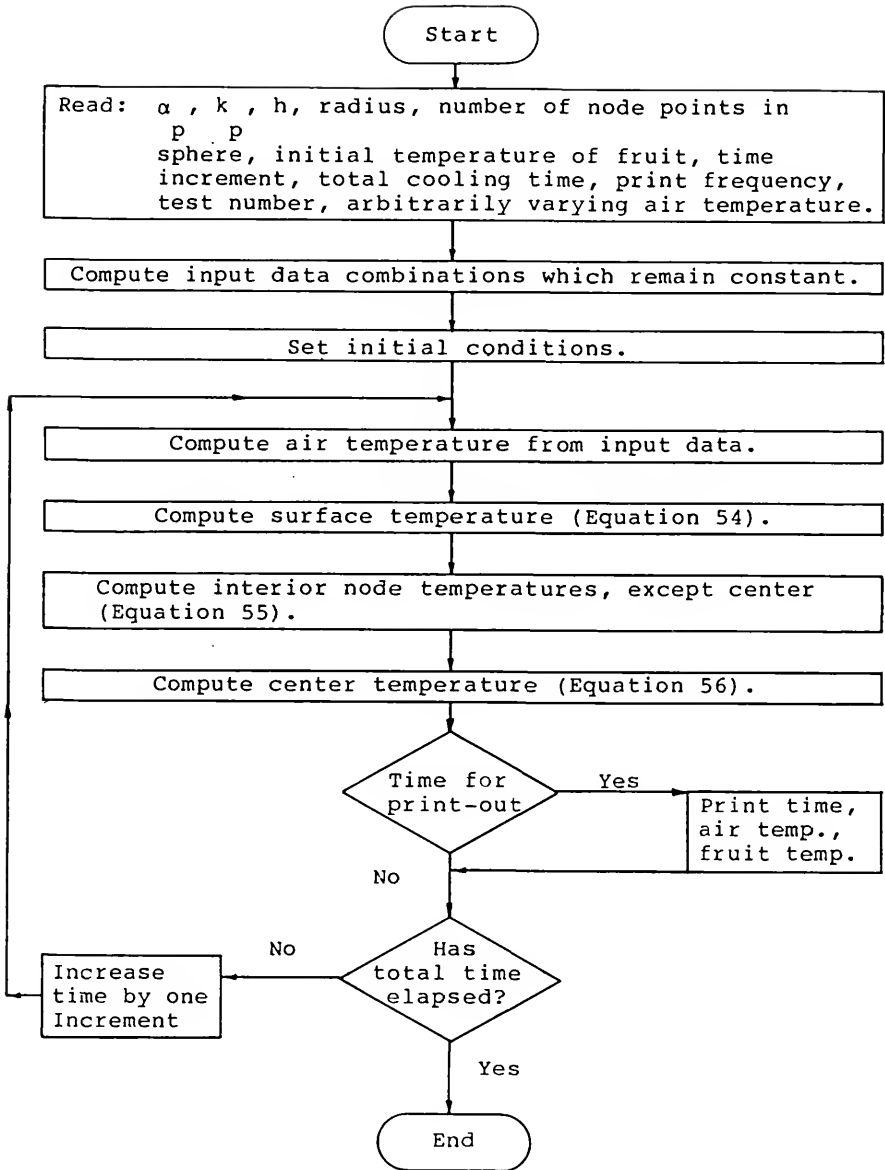 Start
Read: α , k , h, radius, number of node points in
p p
sphere, initial temperature of fruit, time
increment, total cooling time, print frequency,
test number, arbitrarily varying air temperature.
Compute input data combinations which remain constant.
Set initial conditions.
Compute air temperature from input data.
Compute surface temperature (Equation 54).
Compute interior node temperatures, except center
(Equation 55).
Compute center temperature (Equation 56).
Time for
print-out
Yes
Print time,
air temp.,
fruit temp.
No
Has
total time
elapsed?
No
Increase
time by one
Increment
Yes
End